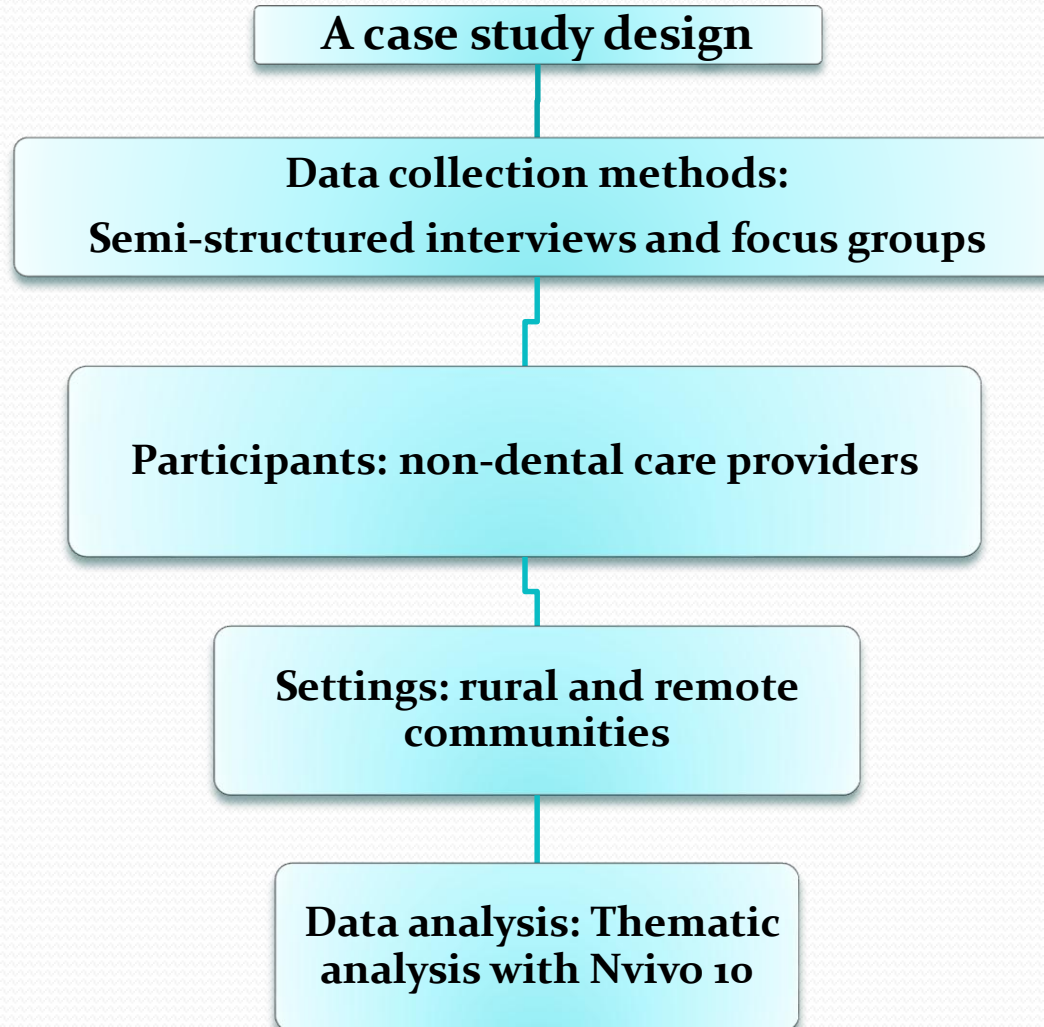 A case study design
Data collection methods:
Semi-structured interviews and focus groups
Participants: non-dental care providers
Settings: rural and remote
communities
Data analysis: Thematic
analysis with Nvivo 10